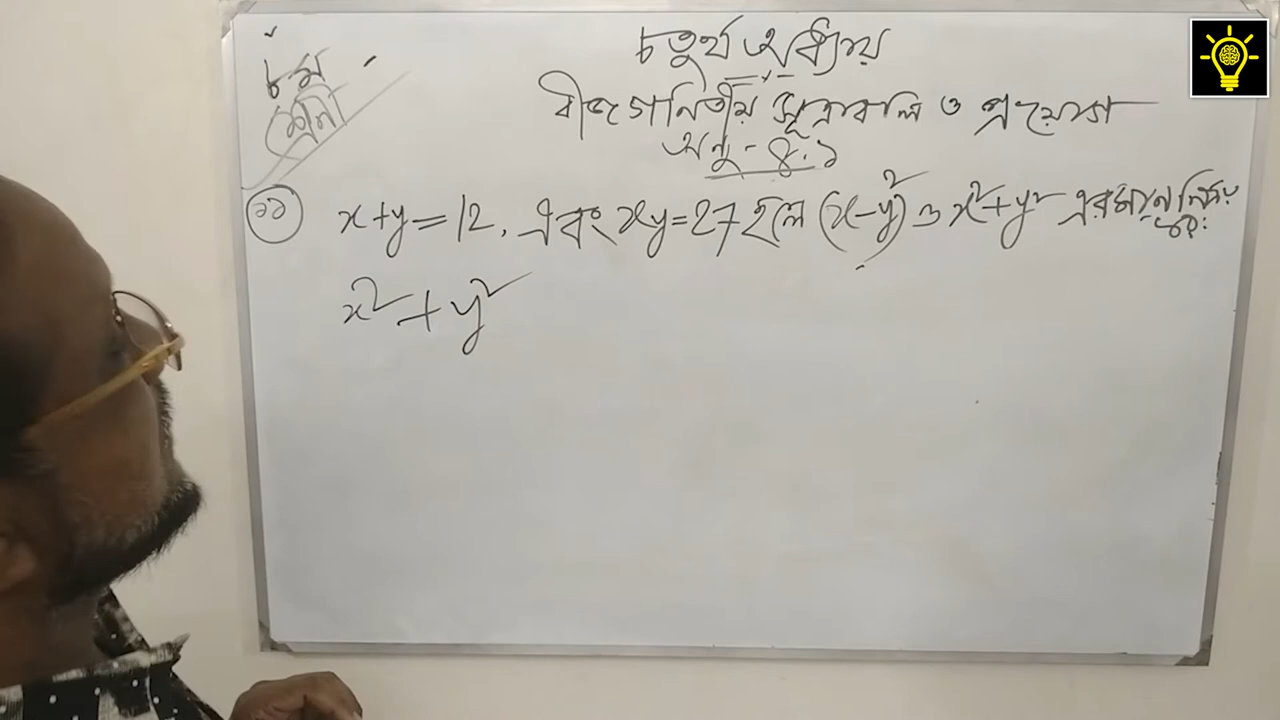 ৮ম
শ্রেনী
চতুর্থ অধ্যায়
বীজগানিতীয় সূত্রাবলি ও প্রয়োগ
অনু - ৪.১
১১ x+y=12, এবং xy=27 হলে (x-y)² ও x²+y² এর মান নির্ণয়
x² + y²